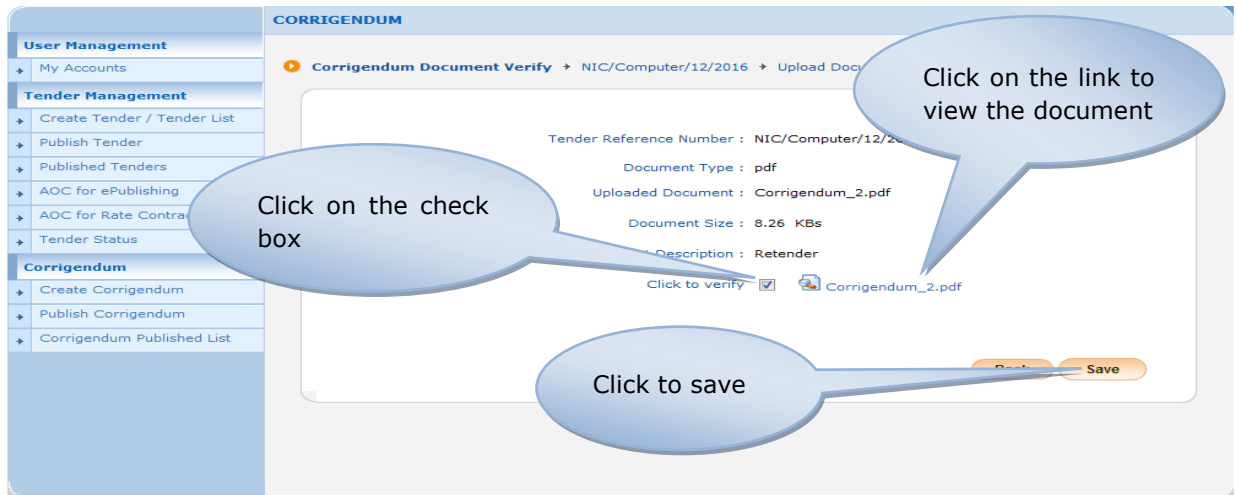 CORRIGENDUM
User Management
My Accounts
Tender Management
Create Tender / Tender List
Publish Tender
Published Tenders
AOC for ePublishing
AOC for Rate
Tender Status
Corrigendum
Create Corrigendum
Publish Corrigendum
Corrigendum Published List
Corrigendum Document Verify NIC/Computer/12/2016 Upload
Click on the link to
view the document
Tender Reference Number : NIC/Computer/12/
Document Type : pdf
Uploaded Document : Corrigendum_2.pdf
Document Size : 8.26 KBs
Description : Retender
Click to verify Corrigendum_2.pdf
Click on the check
box
Click to save
Save